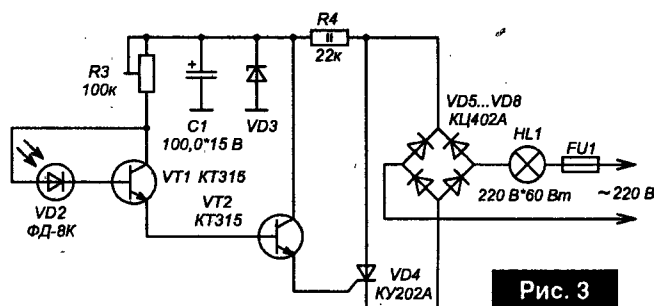 R4
22к
R3
100к
+
C1
100,0*15 В
VD3
VD5...VD8
КЦ402А
HL1
FU1
220 В*60 Вт
~220 В
VT1 КТ315
VD2
ФД-8К
VT2
КТ315
VD4
КУ202А
Рис. 3